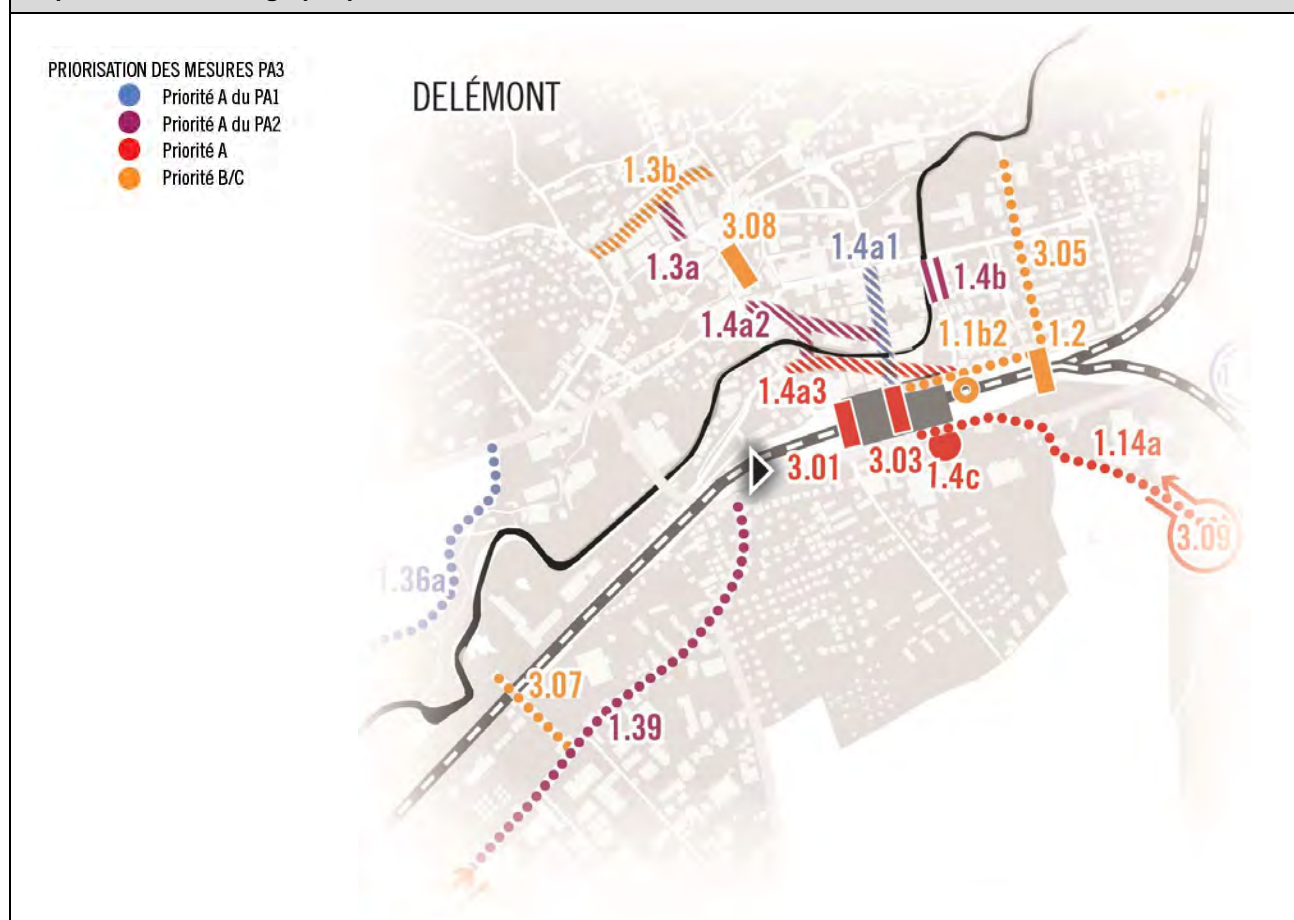 PRIORISATION DES MESURES PA3
Priorité A du PA1
Priorité A du PA2
Priorité A
Priorité B/C
DELÉMONT
1.3b
3.08
1.3a
1.4a1
1.4b
3.05
1.4a2
1.1b2
1.2
1.4a3
3.01
3.03
1.4c
1.14a
3.09
1.36a
3.07
1.39